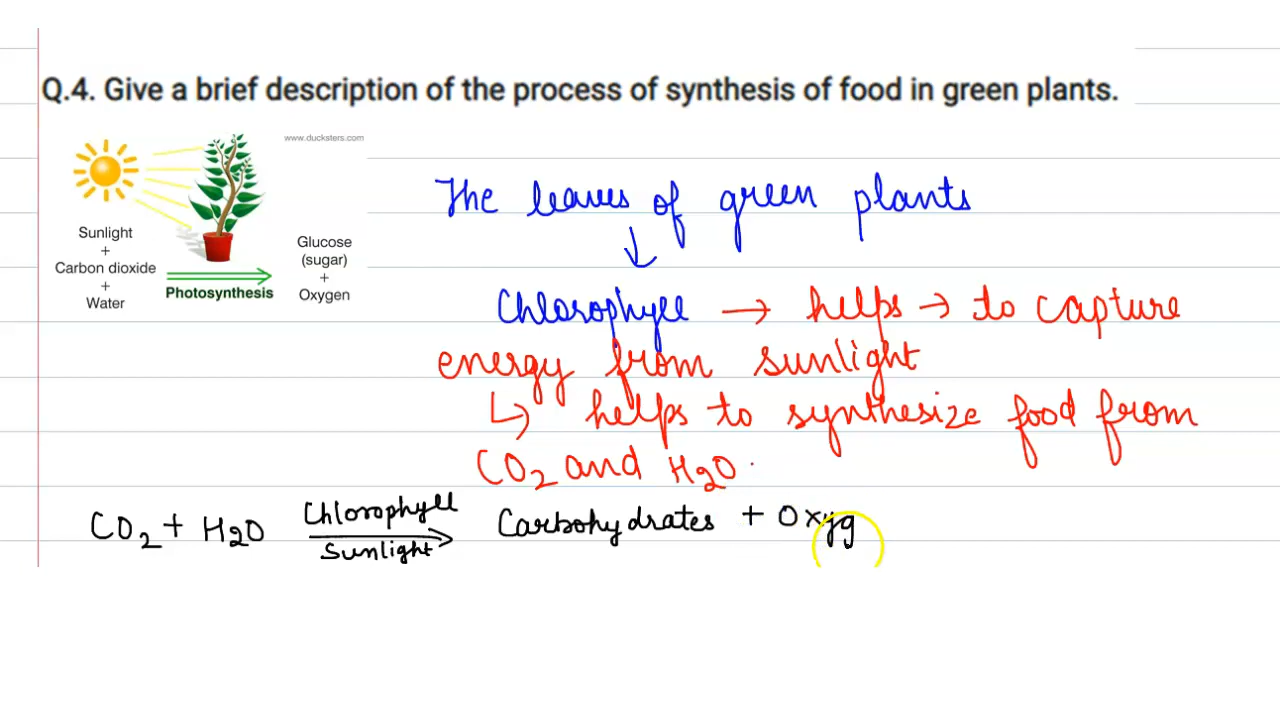 Q.4. Give a brief description of the process of synthesis of food in green plants.
www.ducksters.com
Sunlight
+
Carbon dioxide
+
Water
Photosynthesis
Glucose
(sugar)
+
Oxygen
The leaves of green plants
↓
Chlorophyll → helps → to capture
energy from sunlight
↳ helps to synthesize food from
CO2 and H2O.
CO2 + H2O Chlorophyll Sunlight → Carbohydrates + Oxyg